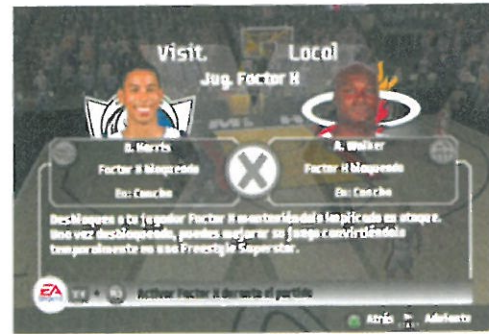 Visit. Local
Jug. Factor X
D. Harris
A. Walker
Factor X bloqueado
Factor X bloqueado
En: Cancha
En: Cancha
Desbloquea a tu jugador Factor X manteniéndolo implicado en ataque.
Una vez desbloqueado, puedes mejorar su juego convirtiéndolo
temporalmente en una Freestyle Superstar.
EA
+
Activar Factor X durante el partido
Atrás
START
Adelante